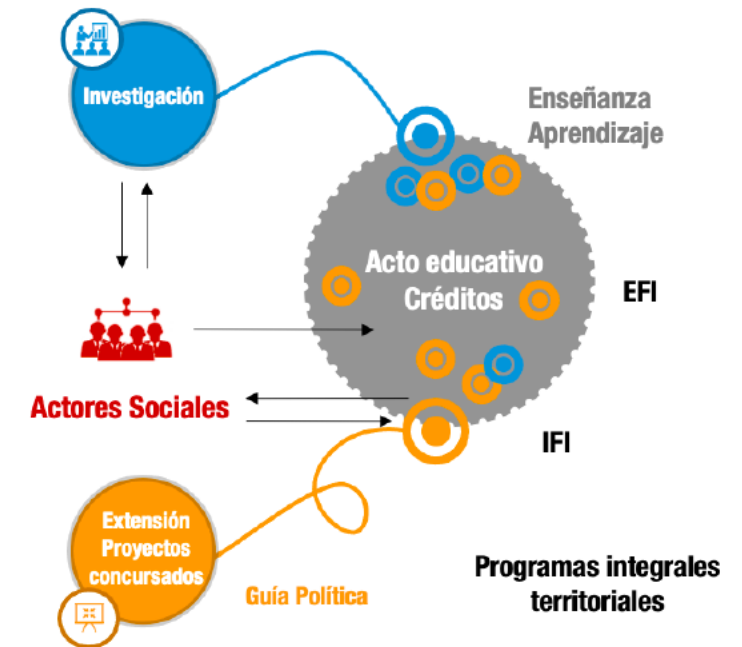 Investigación
Enseñanza
Aprendizaje
Acto educativo
Créditos
EFI
Actores Sociales
IFI
Extensión
Proyectos
concursados
Guía Política
Programas integrales
territoriales